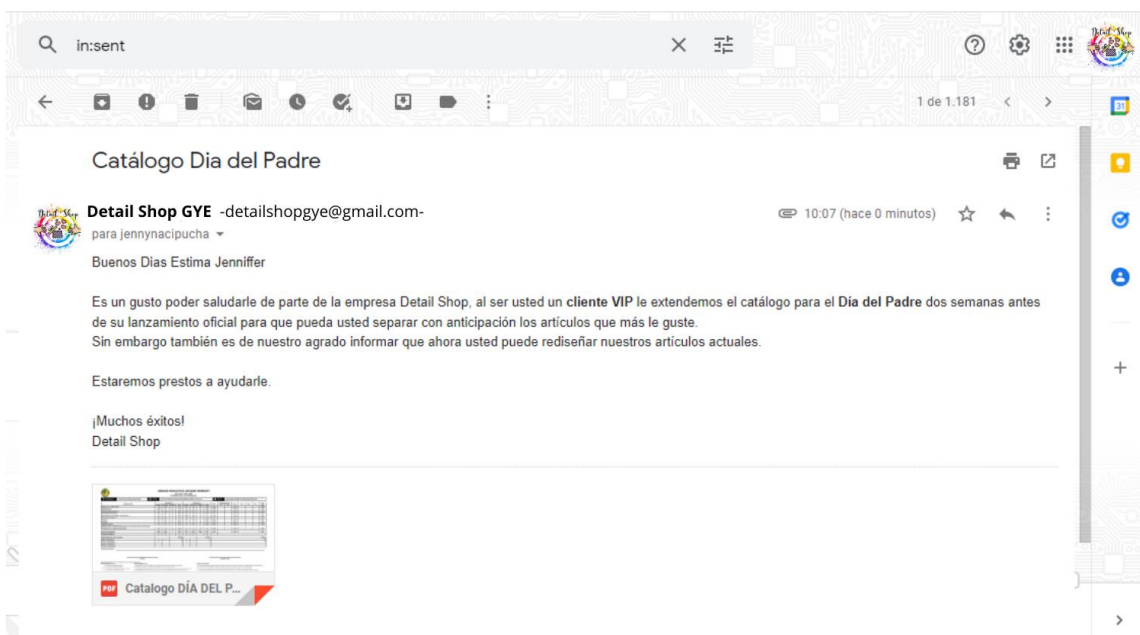 in:sent
Detail Shop
1 de 1.181
31
Catálogo Dia del Padre
Detail Shop
Detail Shop GYE -detailshopgye@gmail.com-
10:07 (hace 0 minutos)
para jennynacipucha
Buenos Dias Estima Jenniffer
Es un gusto poder saludarle de parte de la empresa Detail Shop, al ser usted un cliente VIP le extendemos el catálogo para el Día del Padre dos semanas antes
de su lanzamiento oficial para que pueda usted separar con anticipación los artículos que más le guste.
Sin embargo también es de nuestro agrado informar que ahora usted puede rediseñar nuestros artículos actuales.
Estaremos prestos a ayudarle.
¡Muchos éxitos!
Detail Shop
PDF Catalogo DÍA DEL P...